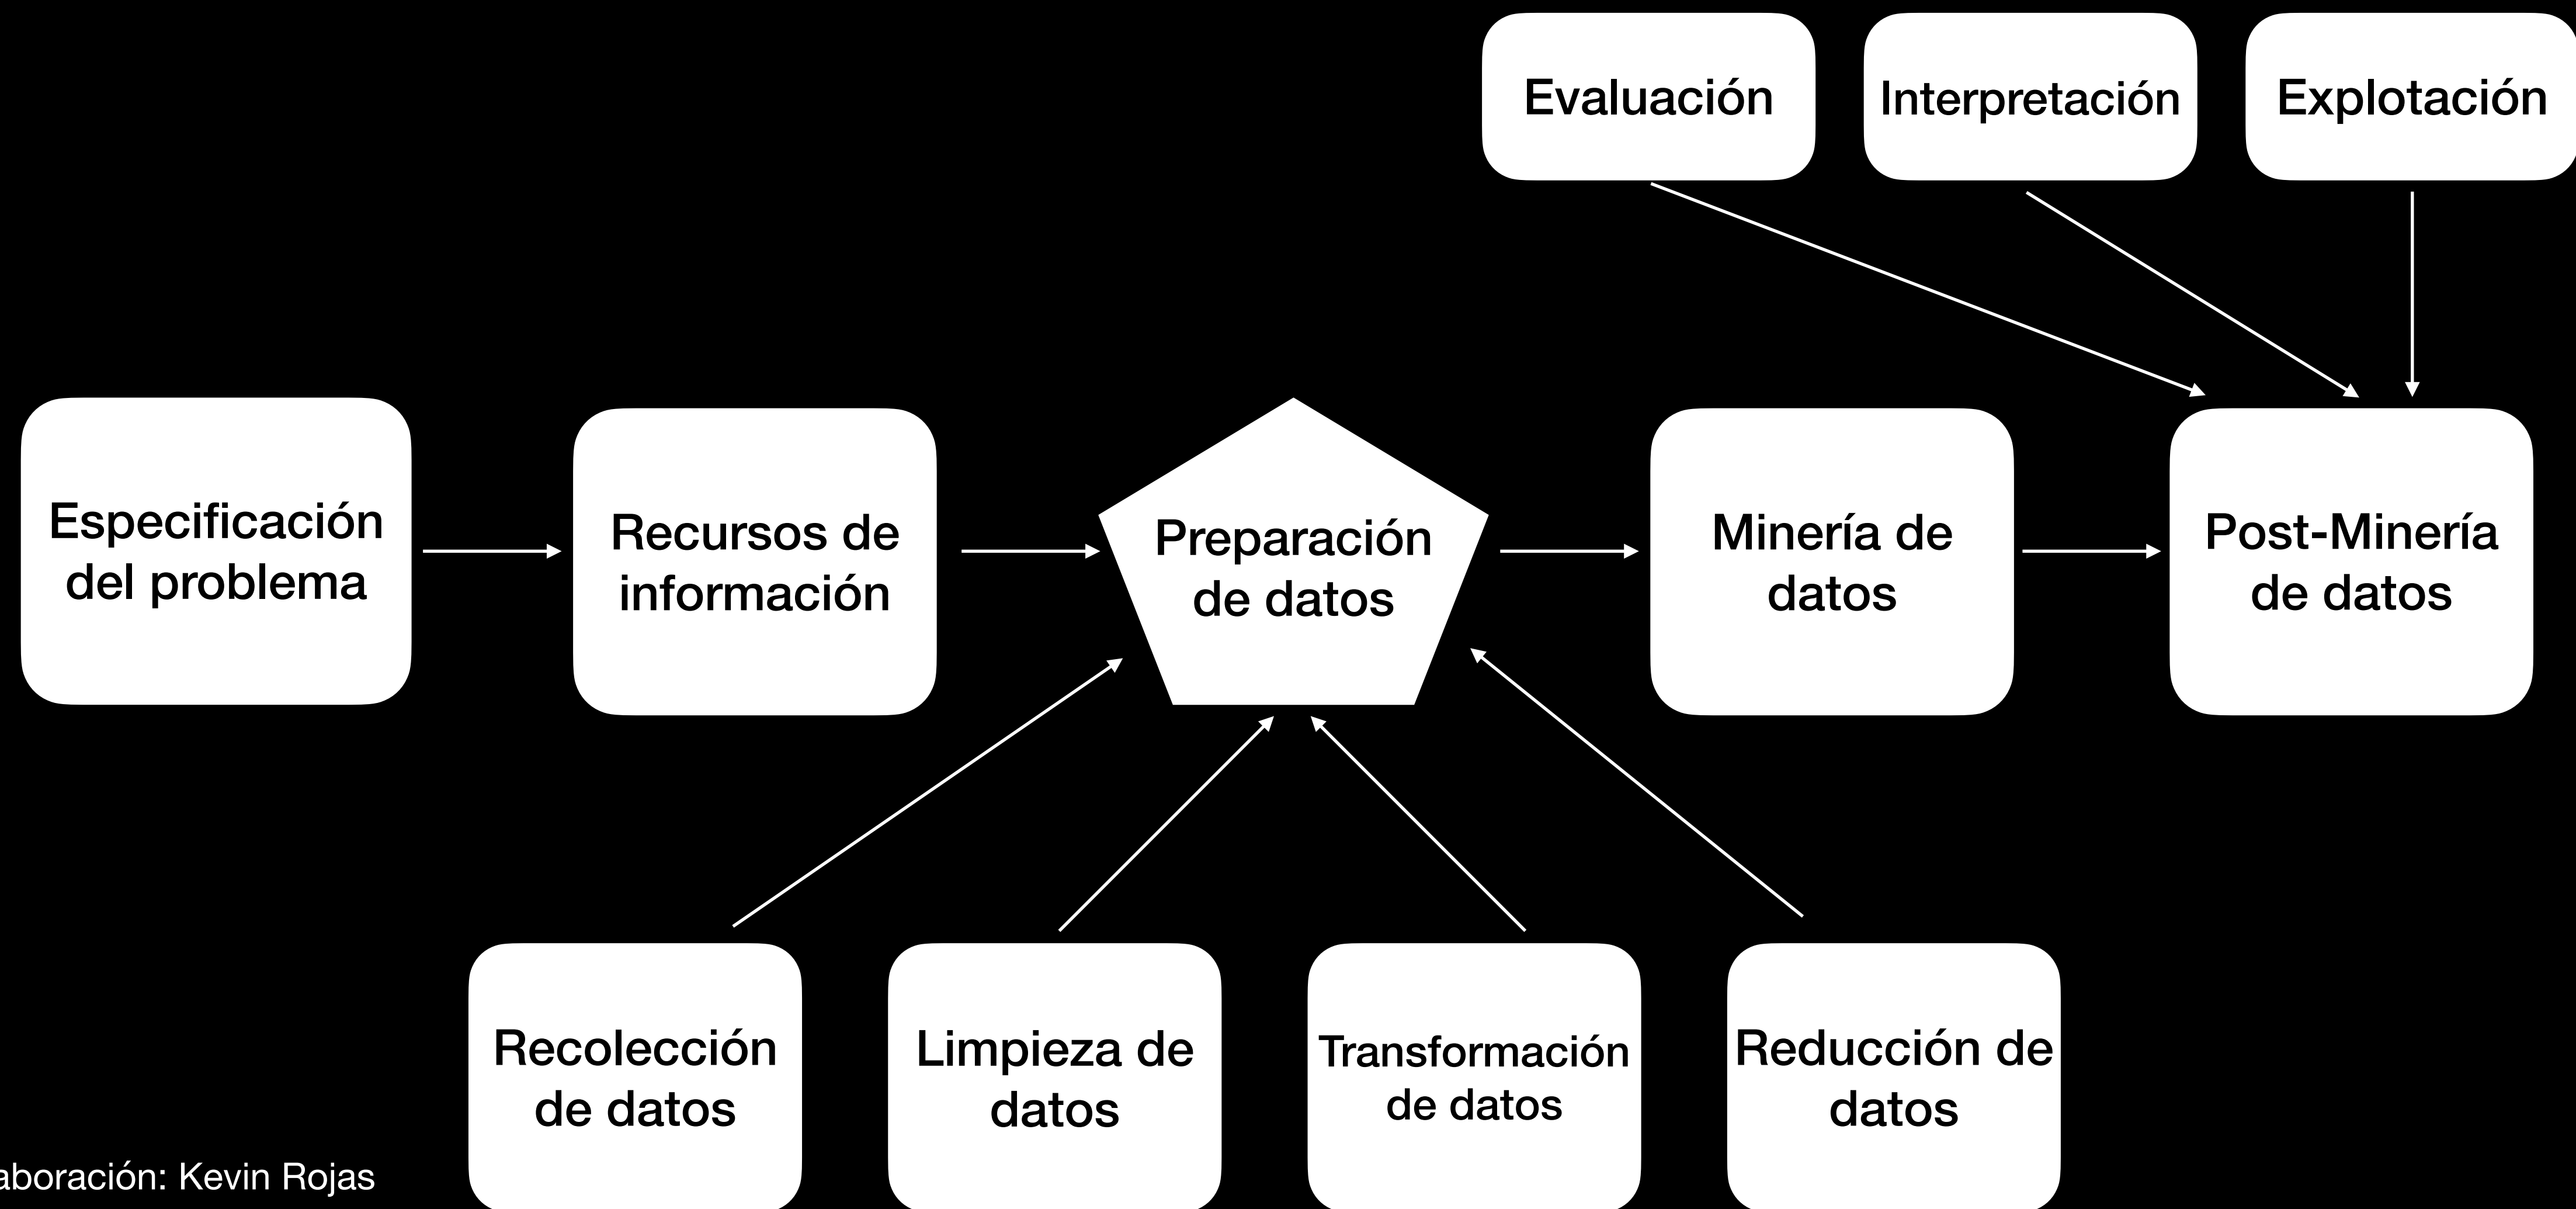 Evaluación
Interpretación
Explotación
Especificación
del problema
Recursos de
información
Preparación
de datos
Minería de
datos
Post-Minería
de datos
Recolección
de datos
Limpieza de
datos
Transformación
de datos
Reducción de
datos
aboración: Kevin Rojas